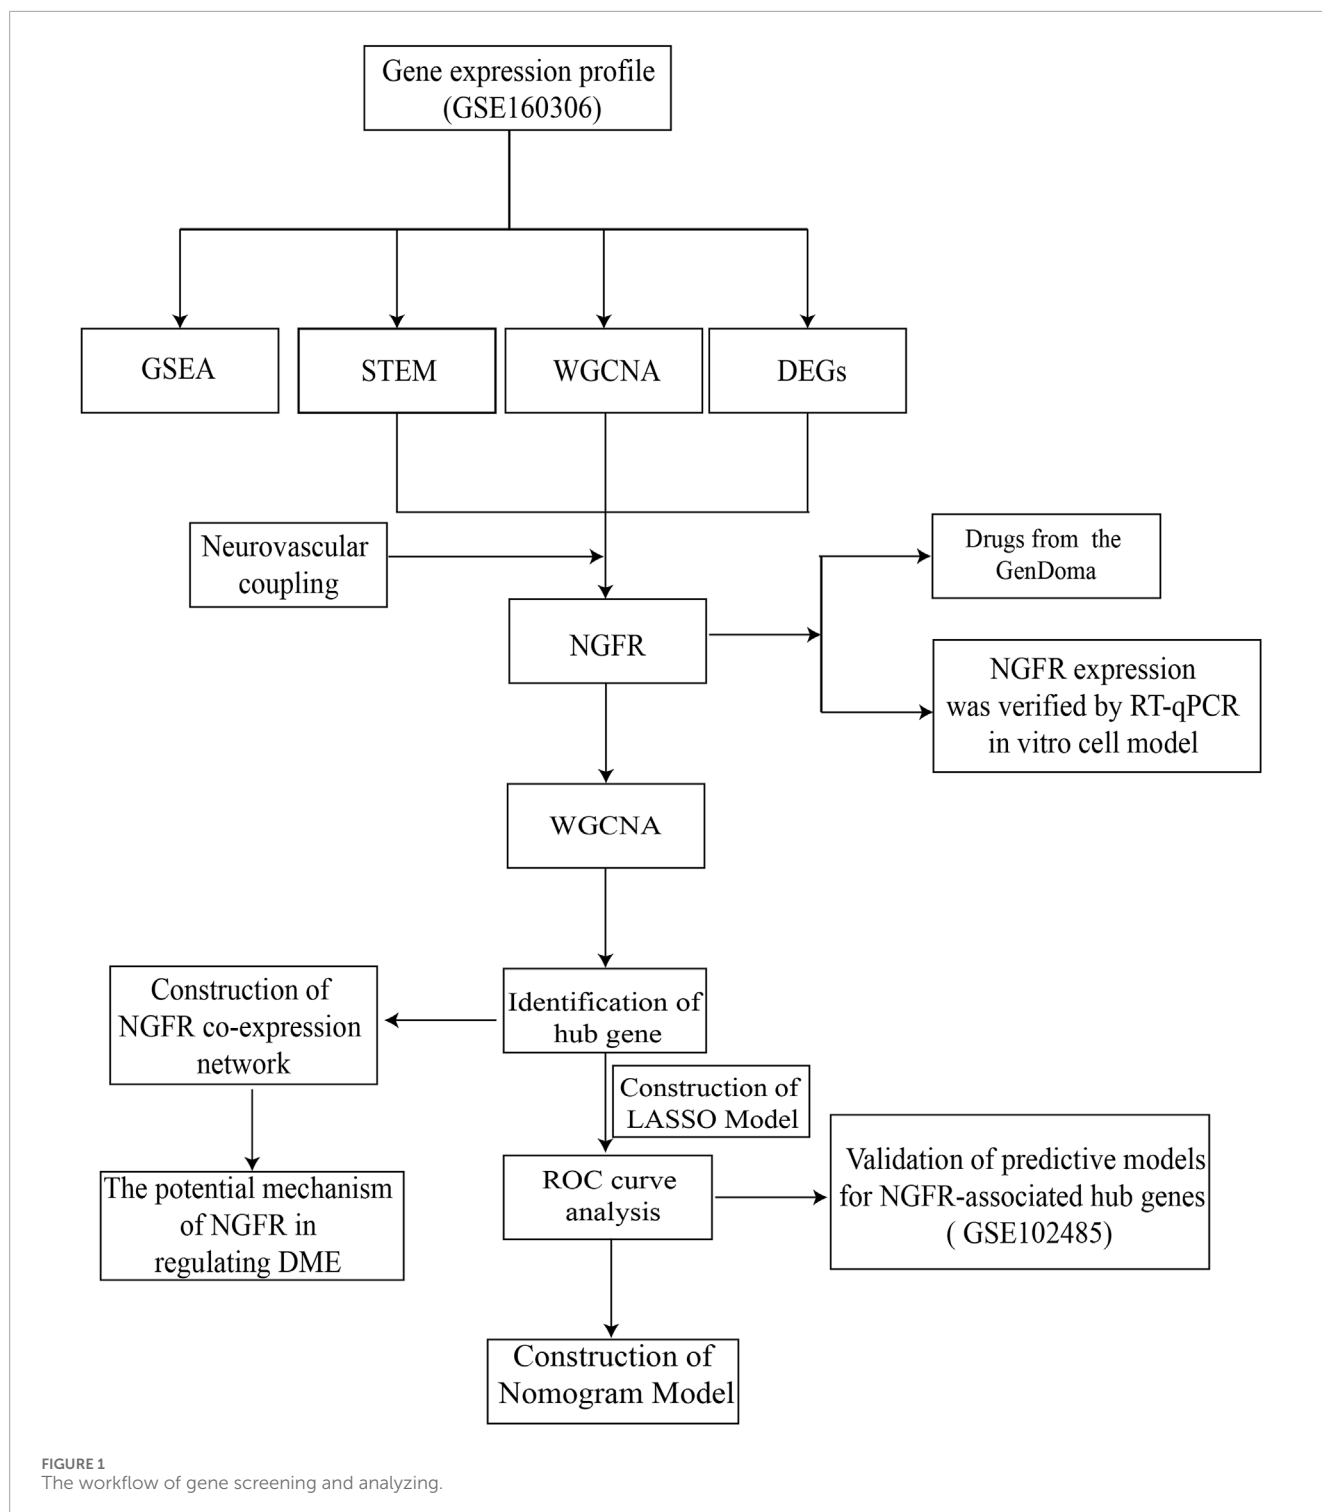 Gene expression profile
(GSE160306)
GSEA
STEM
WGCNA
DEGs
Neurovascular
coupling
Drugs from the
GenDoma
NGFR
NGFR expression
was verified by RT-qPCR
in vitro cell model
WGCNA
Construction of
NGFR co-expression
network
Identification of
hub gene
Construction of
LASSO Model
The potential mechanism
of NGFR in
regulating DME
ROC curve
analysis
Validation of predictive models
for NGFR-associated hub genes
( GSE102485)
Construction of
Nomogram Model
FIGURE 1
The workflow of gene screening and analyzing.